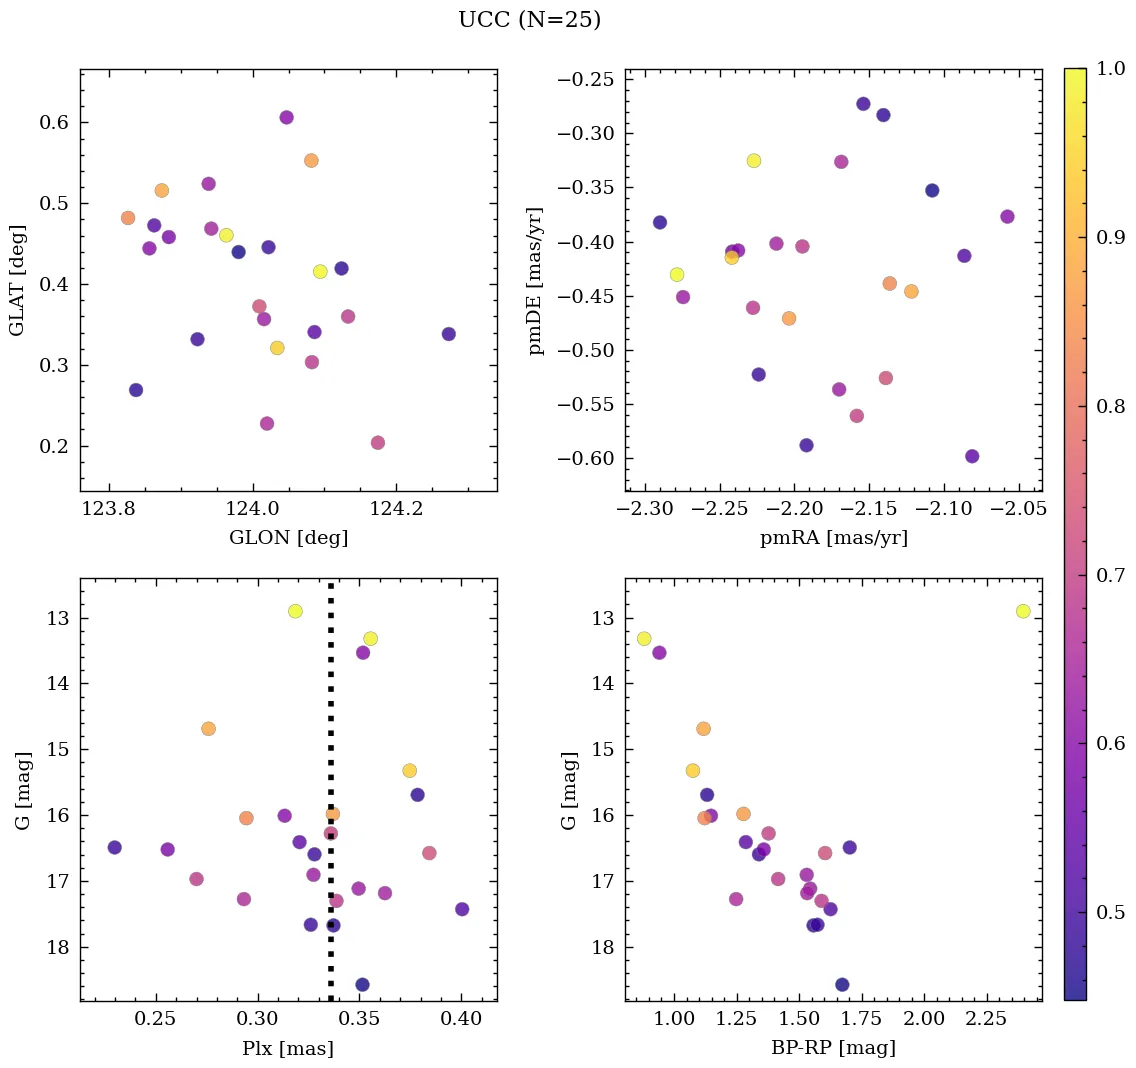 UCC (N=25)
0.6
0.5
0.4
0.3
0.2
GLAT [deg]
123.8 124.0 124.2
GLON [deg]
−0.25
−0.30
−0.35
−0.40
−0.45
−0.50
−0.55
−0.60
pmDE [mas/yr]
−2.30 −2.25 −2.20 −2.15 −2.10 −2.05
pmRA [mas/yr]
13
14
15
16
17
18
G [mag]
0.25 0.30 0.35 0.40
Plx [mas]
13
14
15
16
17
18
G [mag]
1.00 1.25 1.50 1.75 2.00 2.25
BP-RP [mag]
1.0
0.9
0.8
0.7
0.6
0.5